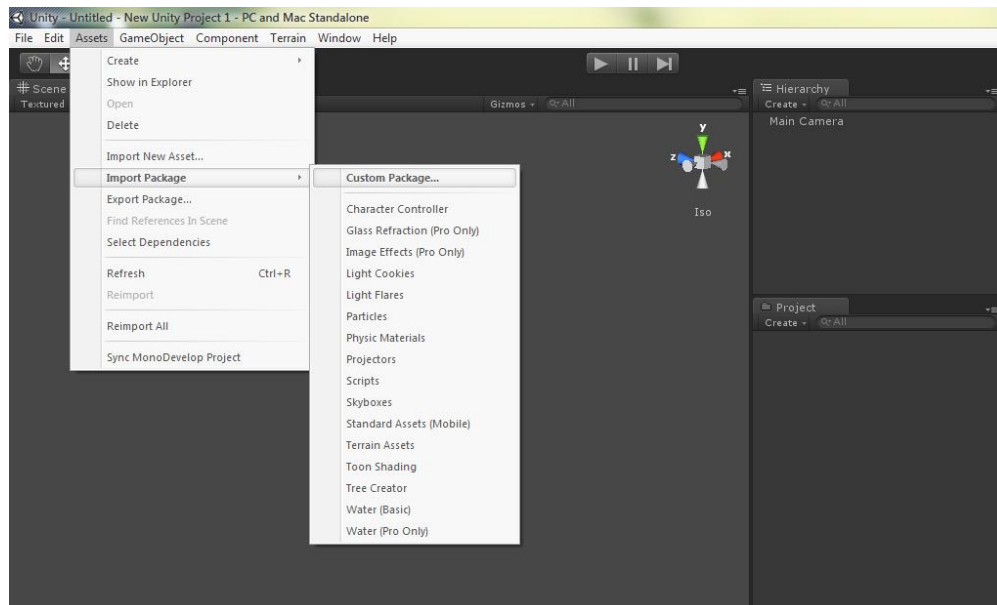 Unity - Untitled - New Unity Project 1 - PC and Mac Standalone
File Edit Assets GameObject Component Terrain Window Help
Create
Show in Explorer
Open
Delete
Import New Asset...
Import Package
Export Package...
Find References In Scene
Select Dependencies
Refresh Ctrl+R
Reimport
Reimport All
Sync MonoDevelop Project
Custom Package...
Character Controller
Glass Refraction (Pro Only)
Image Effects (Pro Only)
Light Cookies
Light Flares
Particles
Physic Materials
Projectors
Scripts
Skyboxes
Standard Assets (Mobile)
Terrain Assets
Toon Shading
Tree Creator
Water (Basic)
Water (Pro Only)
Scene
Textured
Gizmos All
y
z x
Iso
Hierarchy
Create All
Main Camera
Project
Create All